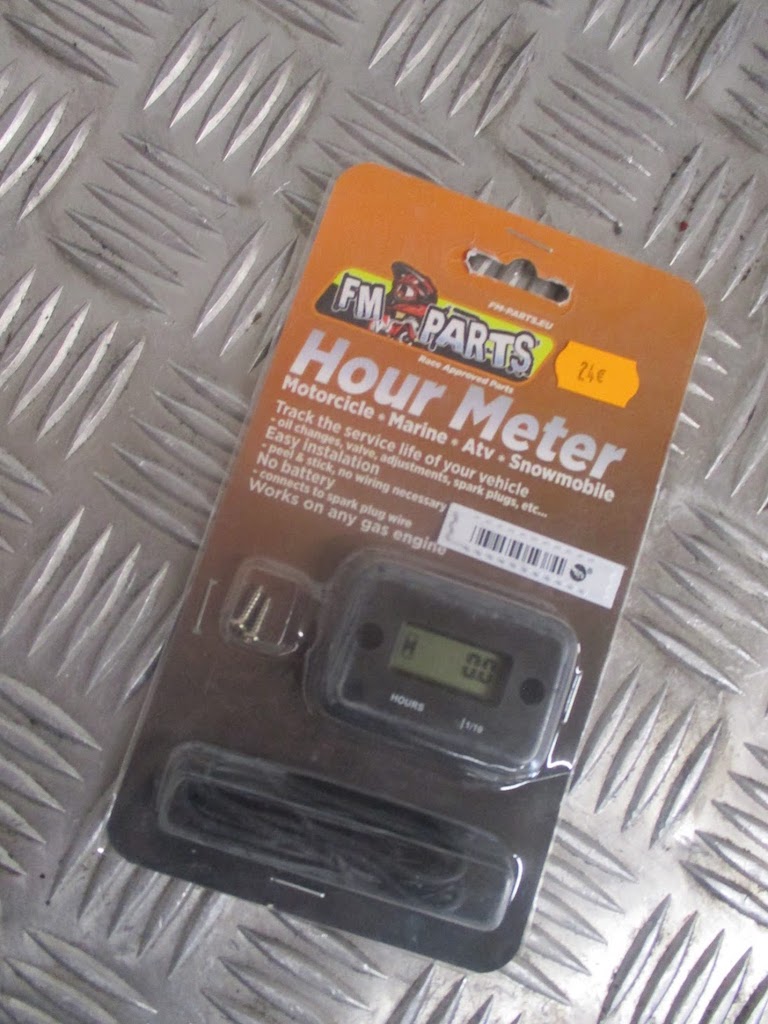 FM PARTS
FM-PARTS.EU
Race Approved Parts
24€
Hour Meter
Motorcicle • Marine • Atv • Snowmobile
Track the service life of your vehicle
- oil changes, valve, adjustments, spark plugs, etc...
Easy instalation
- peel & stick, no wiring necessary
No battery
- connects to spark plug wire
Works on any gas engine
H 0.0
HOURS 1/10